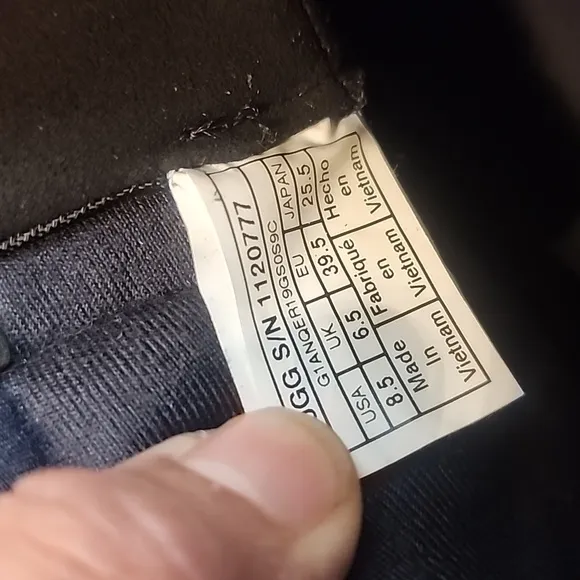 UGG S/N 1120777
G1ANQER19GS0S9C
USA UK EU JAPAN
8.5 6.5 39.5 25.5
Made Fabriqué Hecho
In en en
Vietnam Vietnam Vietnam